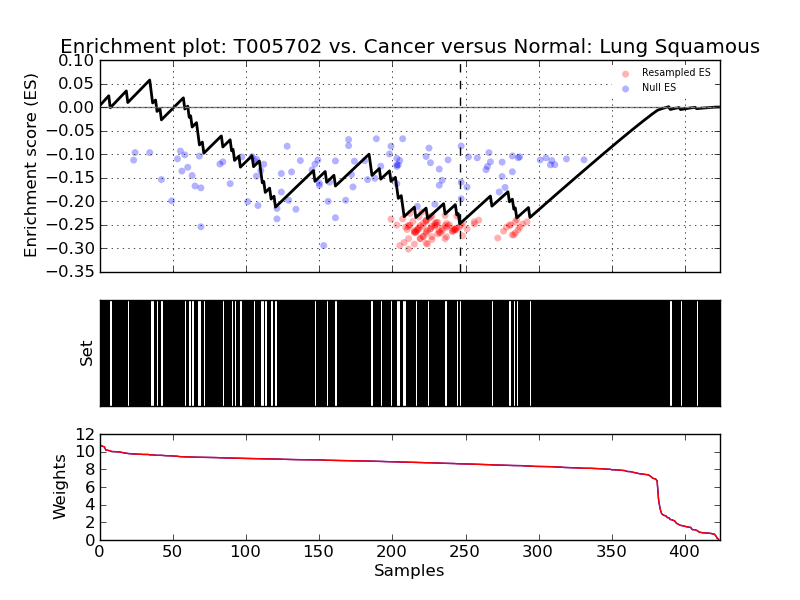 Enrichment plot: T005702 vs. Cancer versus Normal: Lung Squamous
Enrichment score (ES)
0.10
0.05
0.00
−0.05
−0.10
−0.15
−0.20
−0.25
−0.30
−0.35
Resampled ES
Null ES
Set
Weights
12
10
8
6
4
2
0
0 50 100 150 200 250 300 350 400
Samples